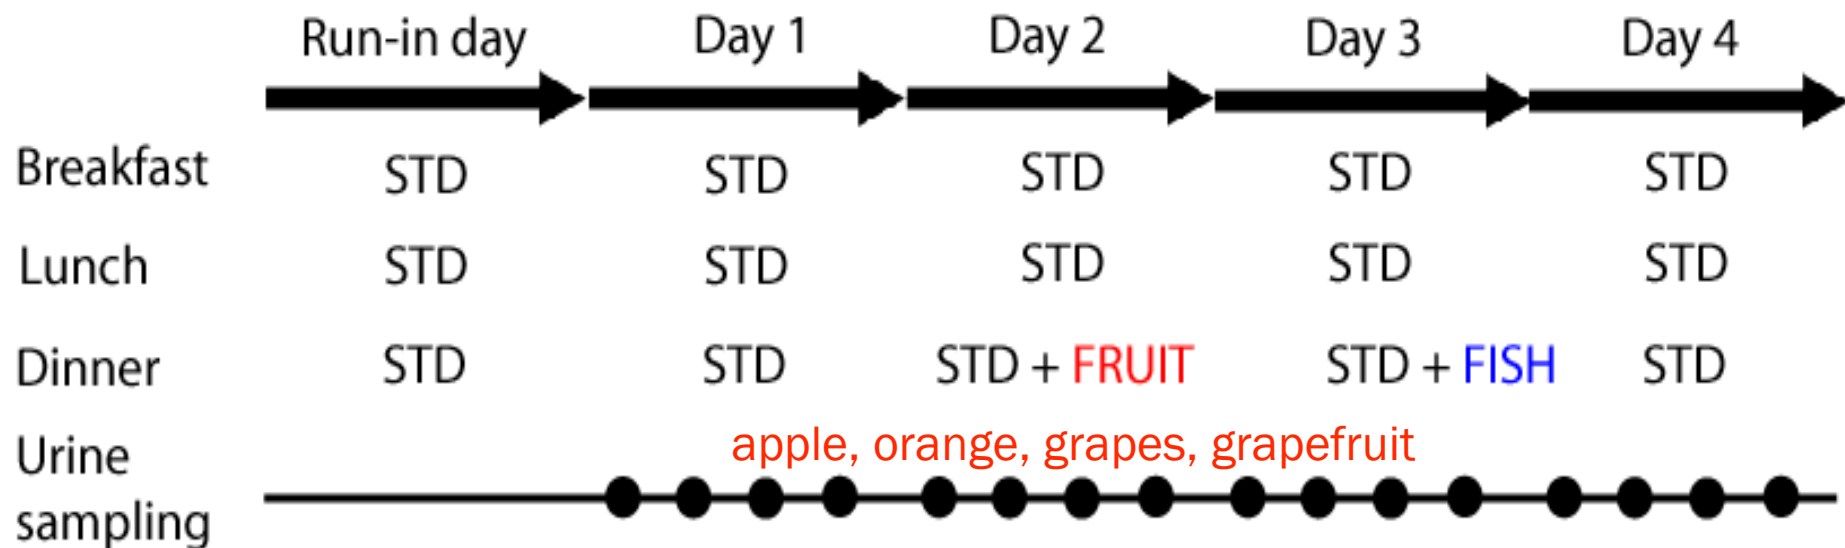 Run-in day Day 1 Day 2 Day 3 Day 4
Breakfast STD STD STD STD STD
Lunch STD STD STD STD STD
Dinner STD STD STD + FRUIT STD + FISH STD
apple, orange, grapes, grapefruit
Urine
sampling